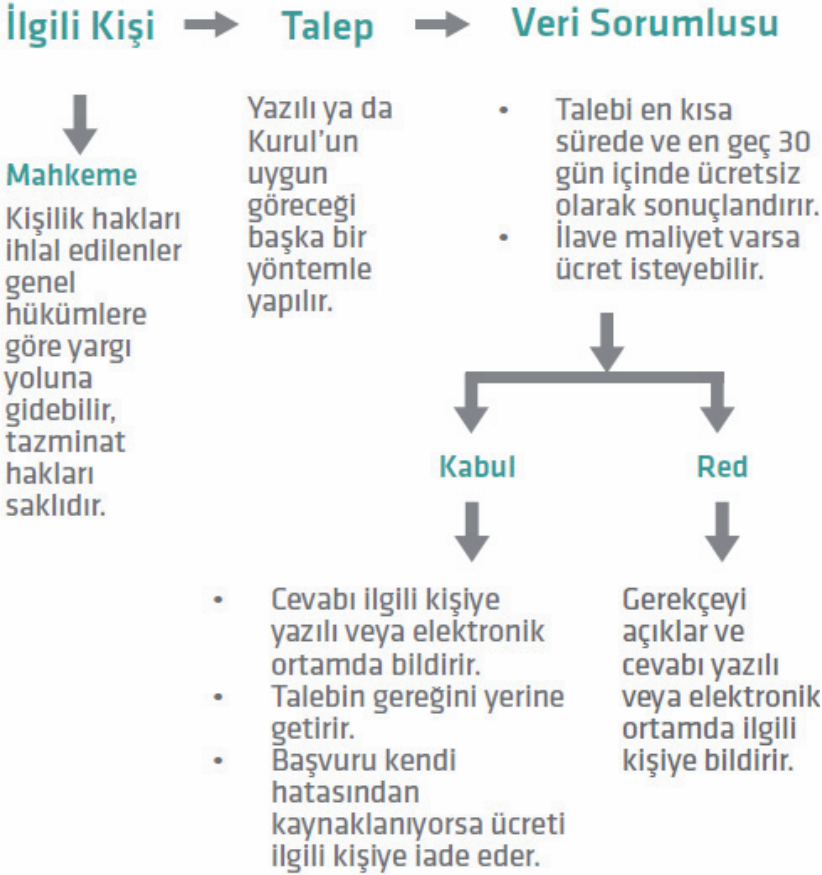 İlgili Kişi
Talep
Veri Sorumlusu
Mahkeme
Kişilik hakları
ihlal edilenler
genel
hükümlere
göre yargı
yoluna
gidebilir,
tazminat
hakları
saklıdır.
Yazılı ya da
Kurul'un
uygun
göreceği
başka bir
yöntemle
yapılır.
• Talebi en kısa
sürede ve en geç 30
gün içinde ücretsiz
olarak sonuçlandırır.
• İlave maliyet varsa
ücret isteyebilir.
Kabul
• Cevabı ilgili kişiye
yazılı veya elektronik
ortamda bildirir.
• Talebin gereğini yerine
getirir.
• Başvuru kendi
hatasından
kaynaklanıyorsa ücreti
ilgili kişiye iade eder.
Red
Gerekçeyi
açıklar ve
cevabı yazılı
veya elektronik
ortamda ilgili
kişiye bildirir.